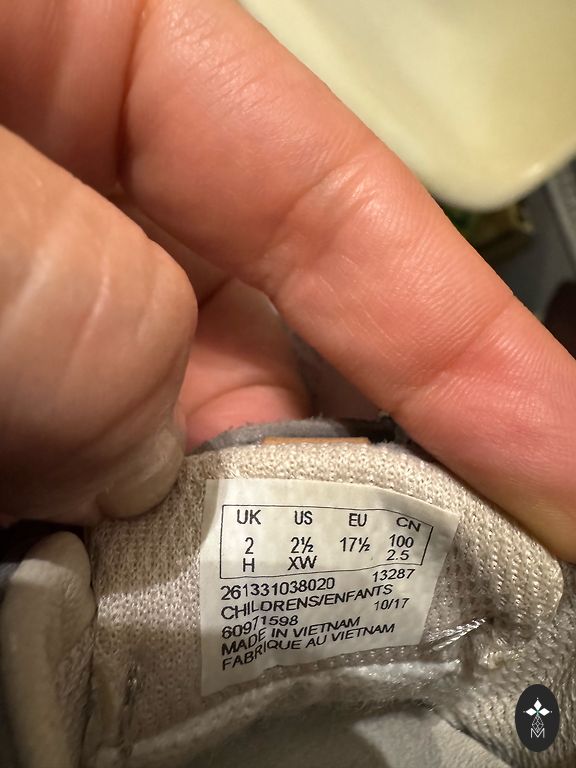 UK US EU CN
2 2½ 17½ 100
H XW 2.5
261331038020 13287
CHILDRENS/ENFANTS
60971598 10/17
MADE IN VIETNAM
FABRIQUE AU VIETNAM
M